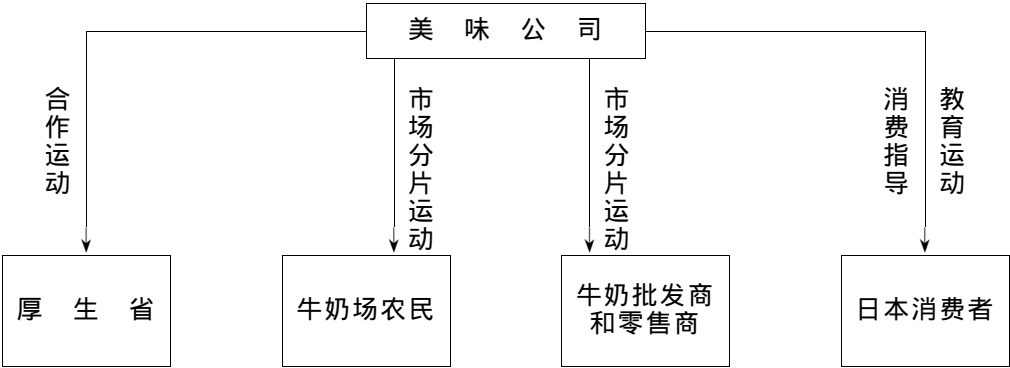 美味公司
合作运动
市场分片运动
市场分片运动
消费指导
教育运动
厚生省
牛奶场农民
牛奶批发商
和零售商
日本消费者